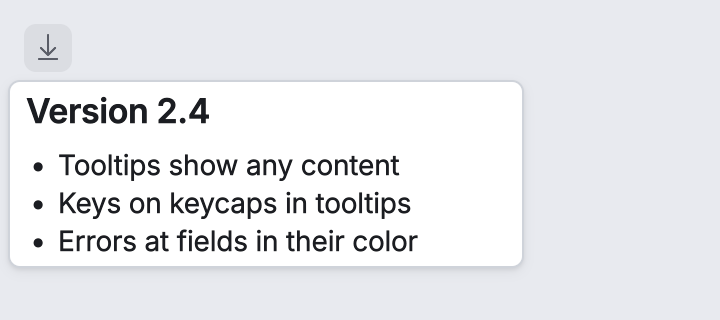 Version 2.4
• Tooltips show any content
• Keys on keycaps in tooltips
• Errors at fields in their color